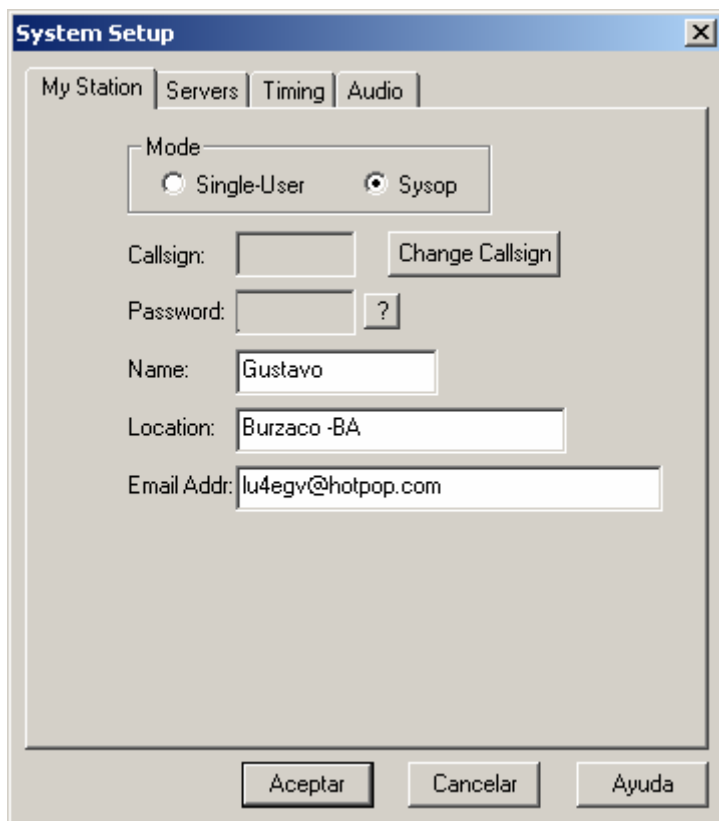 System Setup
My Station Servers Timing Audio
Mode
Single-User Sysop
Callsign: Change Callsign
Password: ?
Name: Gustavo
Location: Burzaco -BA
Email Addr: lu4egv@hotpop.com
Aceptar Cancelar Ayuda